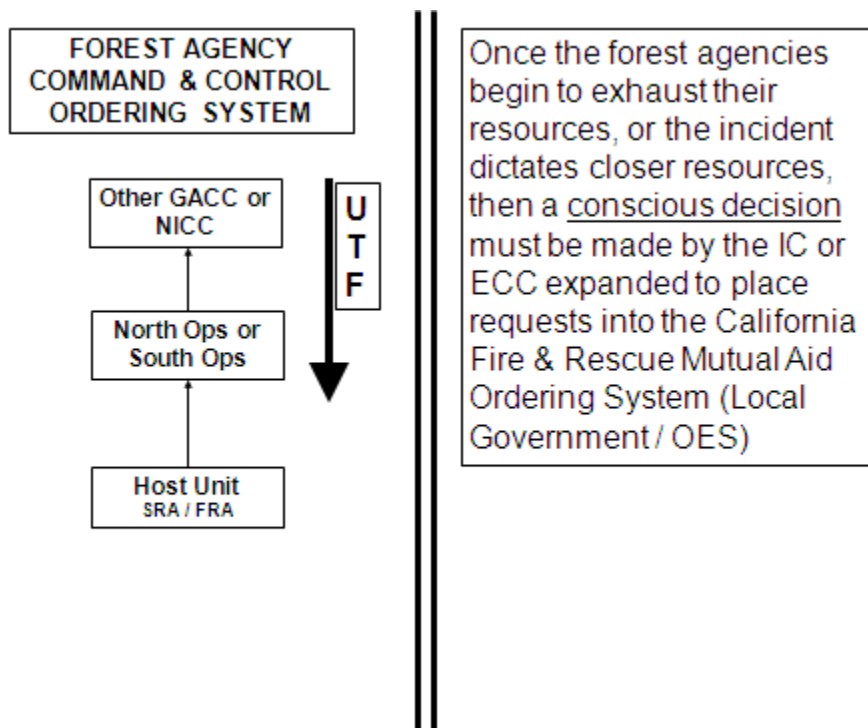 FOREST AGENCY
COMMAND & CONTROL
ORDERING SYSTEM
Other GACC or
NICC
U
T
F
North Ops or
South Ops
Host Unit
SRA / FRA
Once the forest agencies
begin to exhaust their
resources, or the incident
dictates closer resources,
then a conscious decision
must be made by the IC or
ECC expanded to place
requests into the California
Fire & Rescue Mutual Aid
Ordering System (Local
Government / OES)